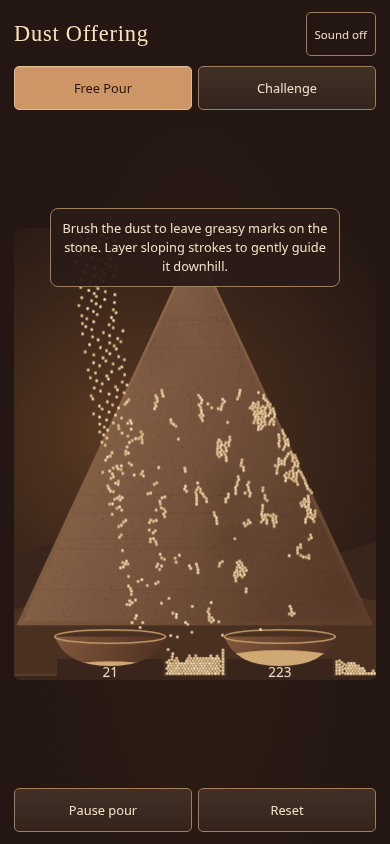 Dust Offering
Sound off
Free Pour
Challenge
Brush the dust to leave greasy marks on the
stone. Layer sloping strokes to gently guide
it downhill.
21
223
Pause pour
Reset